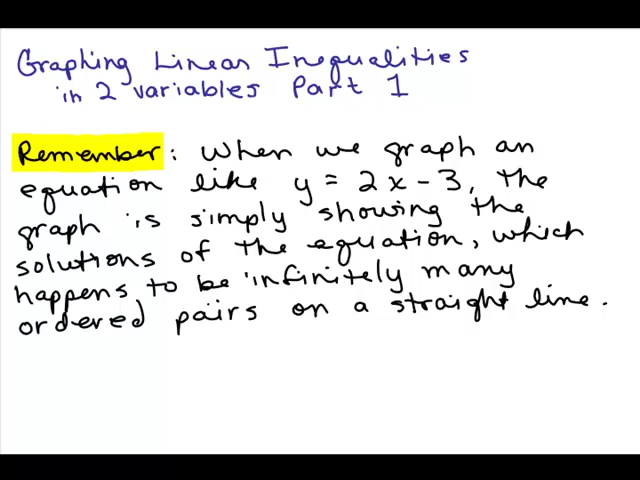 Graphing Linear Inequalities
in 2 variables Part 1
Remember: When we graph an
equation like y = 2x - 3, the
graph is simply showing the
solutions of the equation, which
happens to be infinitely many
ordered pairs on a straight line.